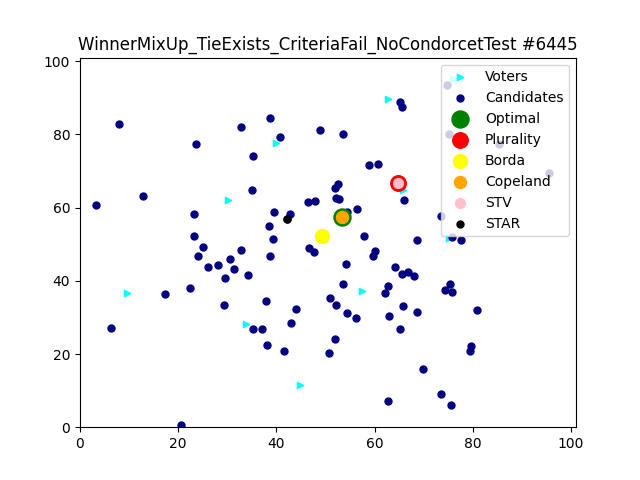 WinnerMixUp_TieExists_CriteriaFail_NoCondorcetTest #6445
100
80
60
40
20
0
0 20 40 60 80 100
Voters
Candidates
Optimal
Plurality
Borda
Copeland
STV
STAR